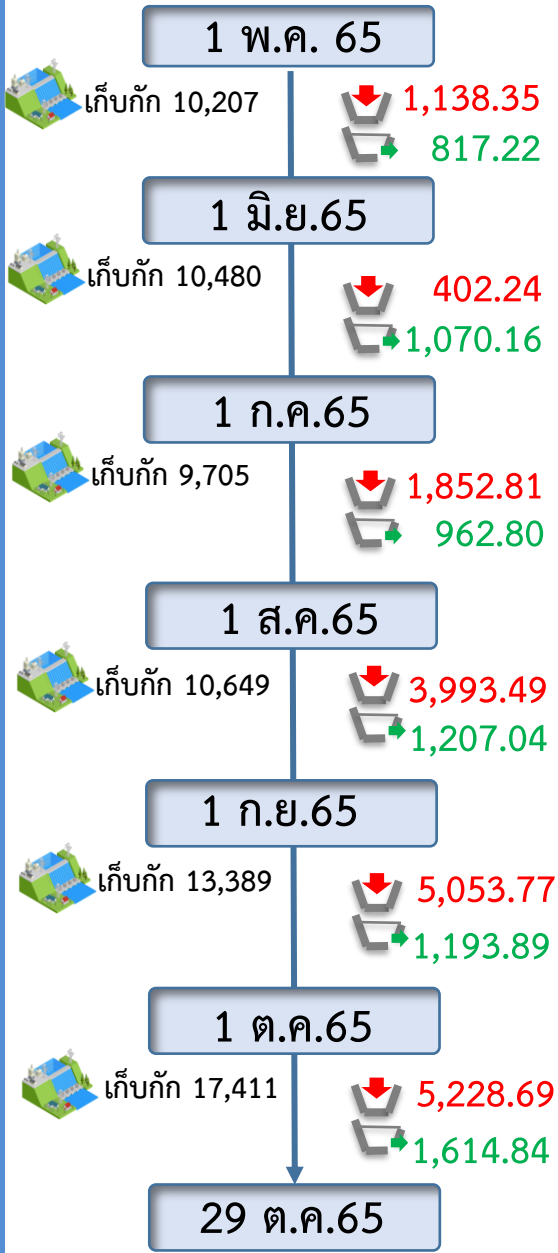 1 พ.ค. 65
เก็บกัก 10,207
1,138.35
817.22
1 มิ.ย.65
เก็บกัก 10,480
402.24
1,070.16
1 ก.ค.65
เก็บกัก 9,705
1,852.81
962.80
1 ส.ค.65
เก็บกัก 10,649
3,993.49
1,207.04
1 ก.ย.65
เก็บกัก 13,389
5,053.77
1,193.89
1 ต.ค.65
เก็บกัก 17,411
5,228.69
1,614.84
29 ต.ค.65